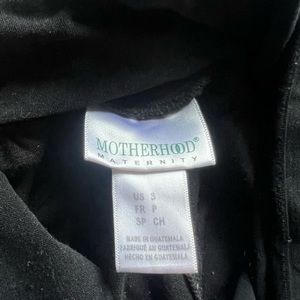 MOTHERHOOD®
MATERNITY
US S
FR P
SP CH
MADE IN GUATEMALA
FABRIQUÉ AU GUATEMALA
HECHO EN GUATEMALA